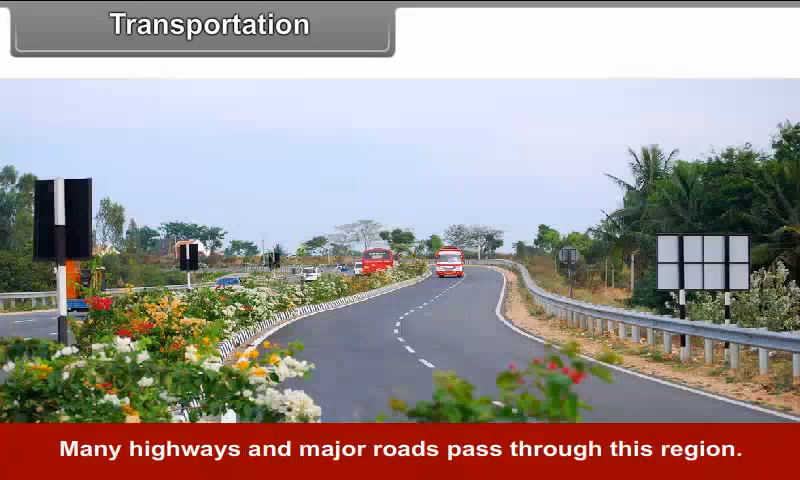 Transportation
Many highways and major roads pass through this region.